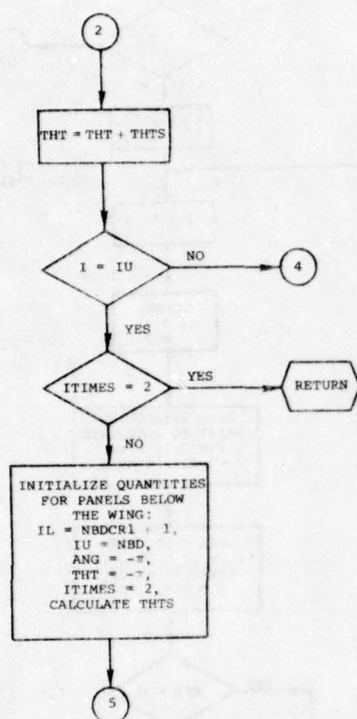 2
THT = THT + THTS
I = IU
NO
4
YES
ITIMES = 2
YES
RETURN
NO
INITIALIZE QUANTITIES
FOR PANELS BELOW
THE WING:
IL = NBDCR1 + 1,
IU = NBD,
ANG = -π,
THT = -π,
ITIMES = 2,
CALCULATE THTS
5